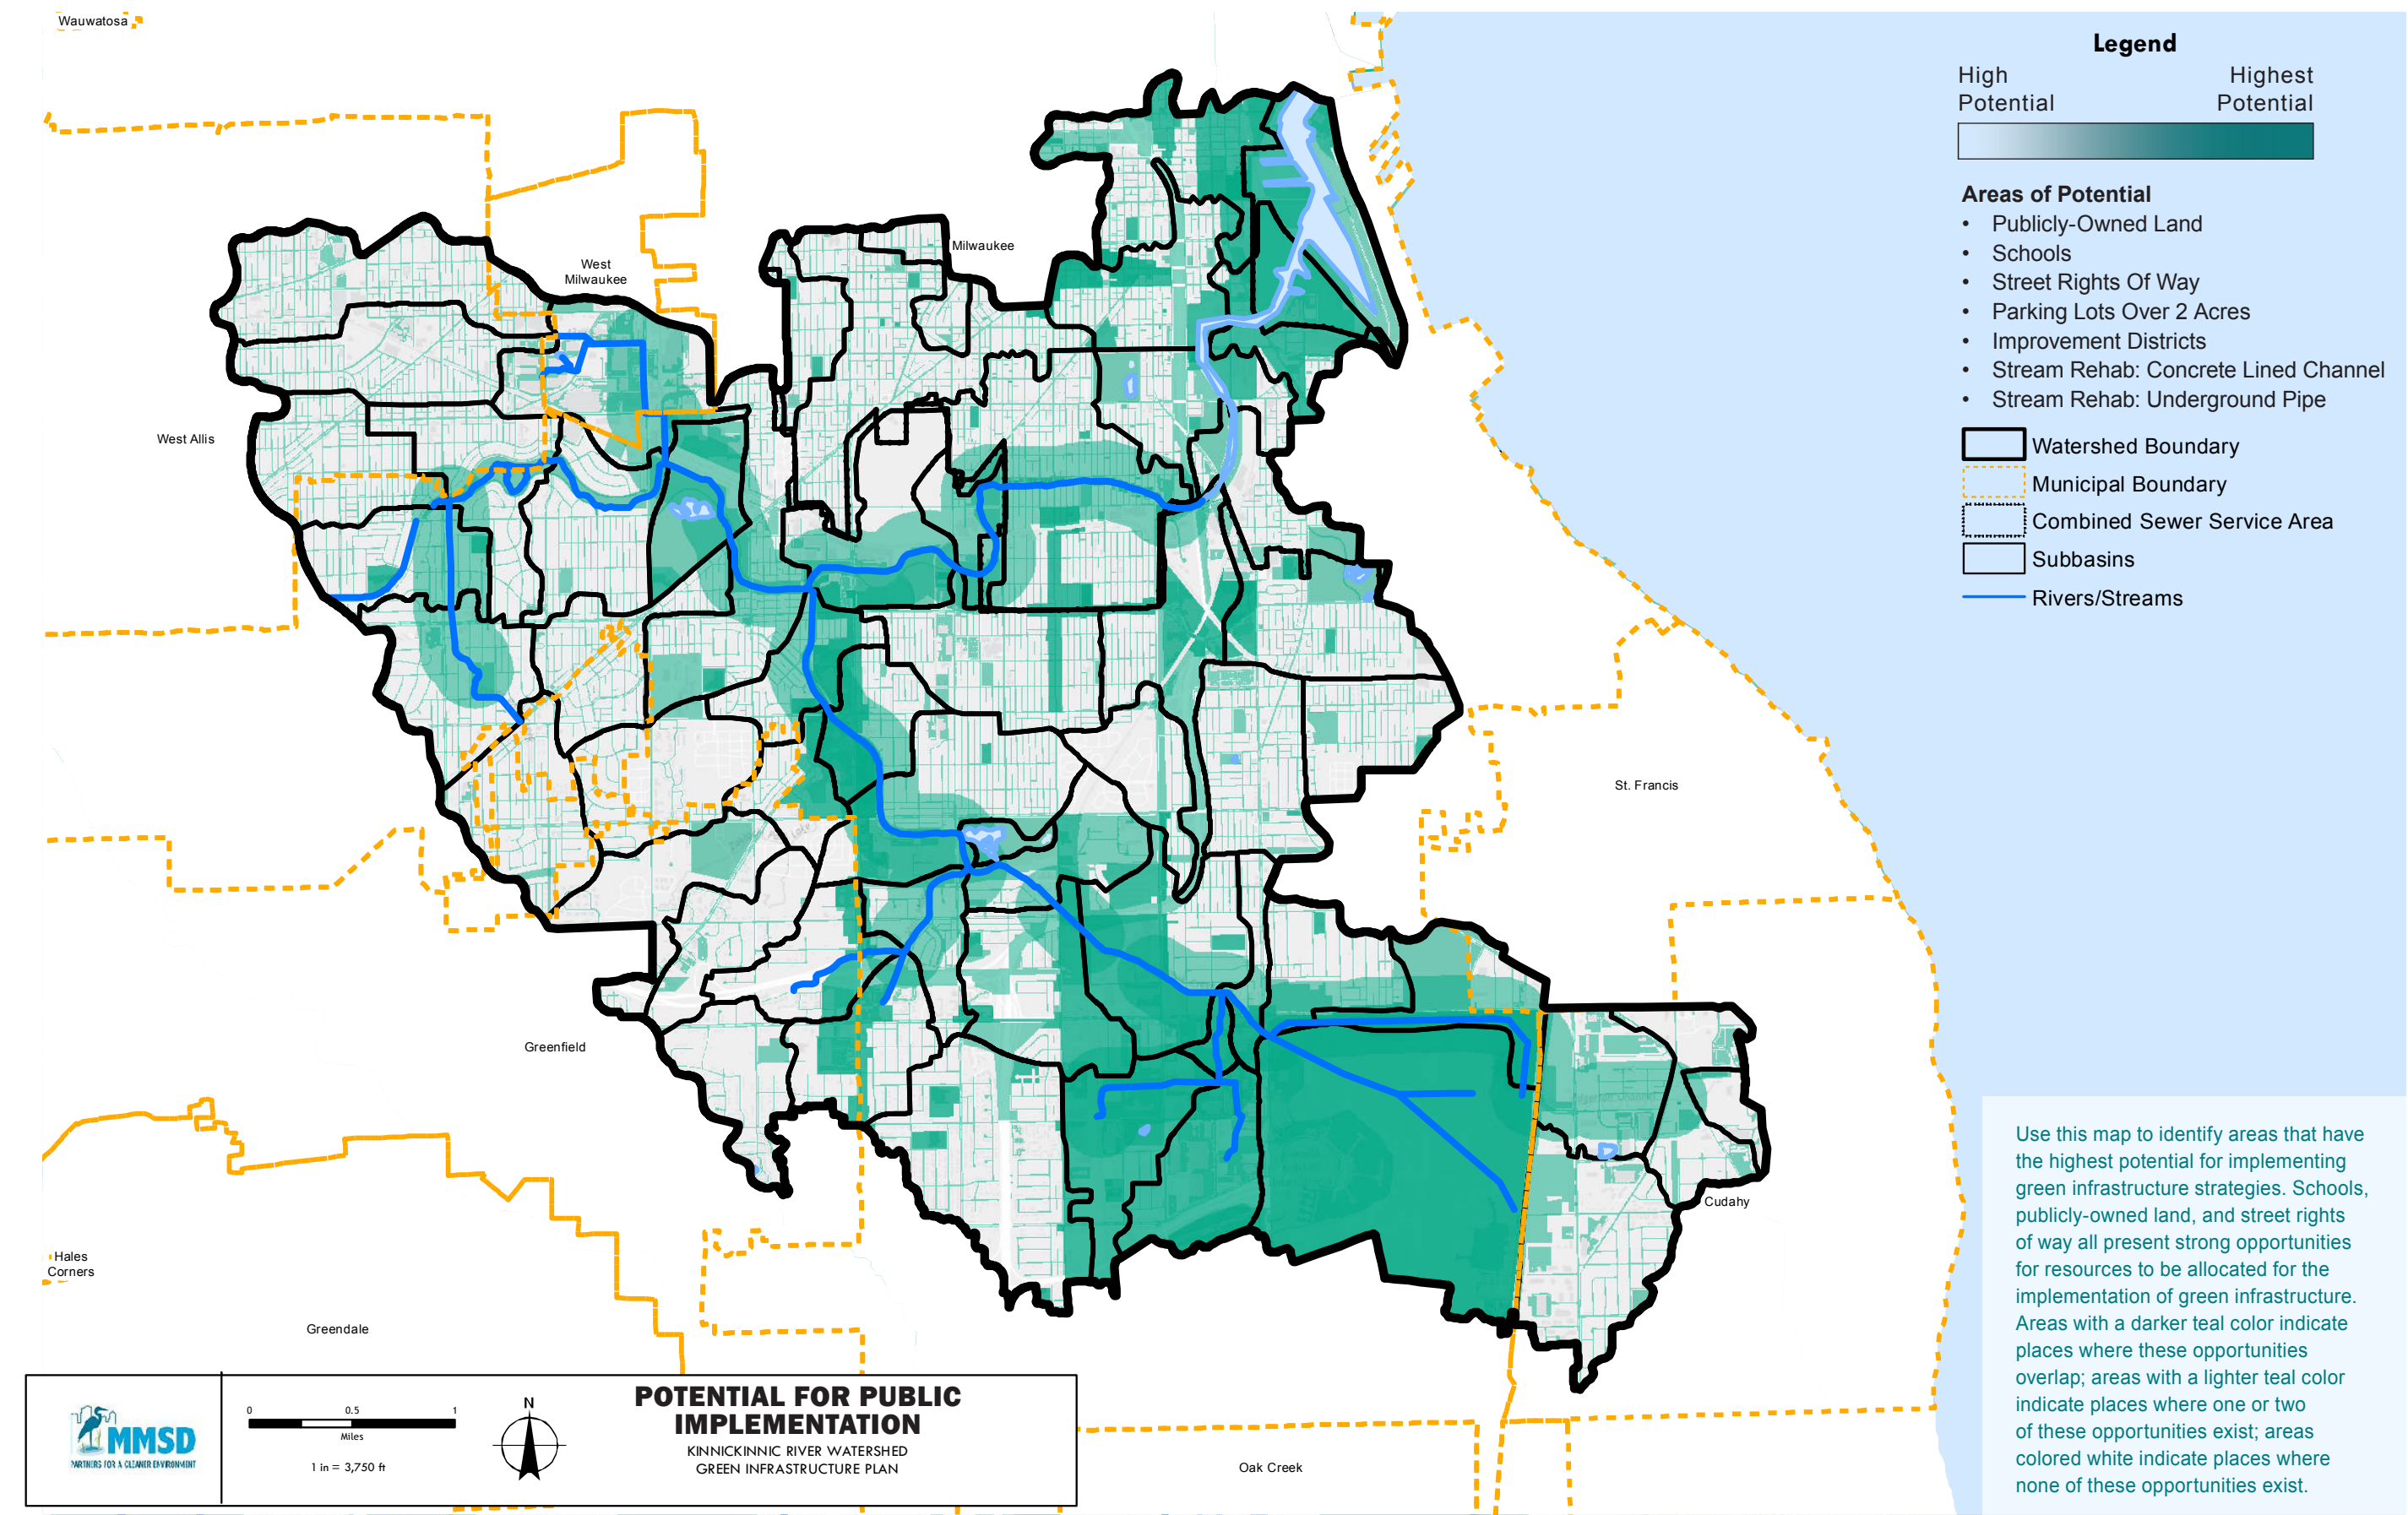 Wauwatosa
Milwaukee
West
Milwaukee
West Allis
St. Francis
Greenfield
Cudahy
Hales
Corners
Greendale
Oak Creek
Legend
High
Potential
Highest
Potential
Areas of Potential
• Publicly-Owned Land
• Schools
• Street Rights Of Way
• Parking Lots Over 2 Acres
• Improvement Districts
• Stream Rehab: Concrete Lined Channel
• Stream Rehab: Underground Pipe
Watershed Boundary
Municipal Boundary
Combined Sewer Service Area
Subbasins
Rivers/Streams
Use this map to identify areas that have
the highest potential for implementing
green infrastructure strategies. Schools,
publicly-owned land, and street rights
of way all present strong opportunities
for resources to be allocated for the
implementation of green infrastructure.
Areas with a darker teal color indicate
places where these opportunities
overlap; areas with a lighter teal color
indicate places where one or two
of these opportunities exist; areas
colored white indicate places where
none of these opportunities exist.
MMSD
PARTNERS FOR A CLEANER ENVIRONMENT
0 0.5 1
Miles
1 in = 3,750 ft
N
POTENTIAL FOR PUBLIC
IMPLEMENTATION
KINNICKINNIC RIVER WATERSHED
GREEN INFRASTRUCTURE PLAN